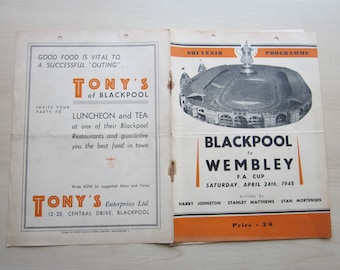 GOOD FOOD IS VITAL TO
A SUCCESSFUL "OUTING" . .
TONY'S
of BLACKPOOL
INVITE YOUR
PARTY TO
LUNCHEON and TEA
at one of their Blackpool
Restaurants and guarantee
you the best food in town
Write NOW for suggested Menu and Tariffs
TONY'S
Enterprises Ltd.
12-20, CENTRAL DRIVE, BLACKPOOL
SOUVENIR PROGRAMME
BLACKPOOL
to
WEMBLEY
F.A. CUP
SATURDAY, APRIL 24th, 1948
Articles by
HARRY JOHNSTON STANLEY MATTHEWS STAN. MORTENSEN
Price - 2/6